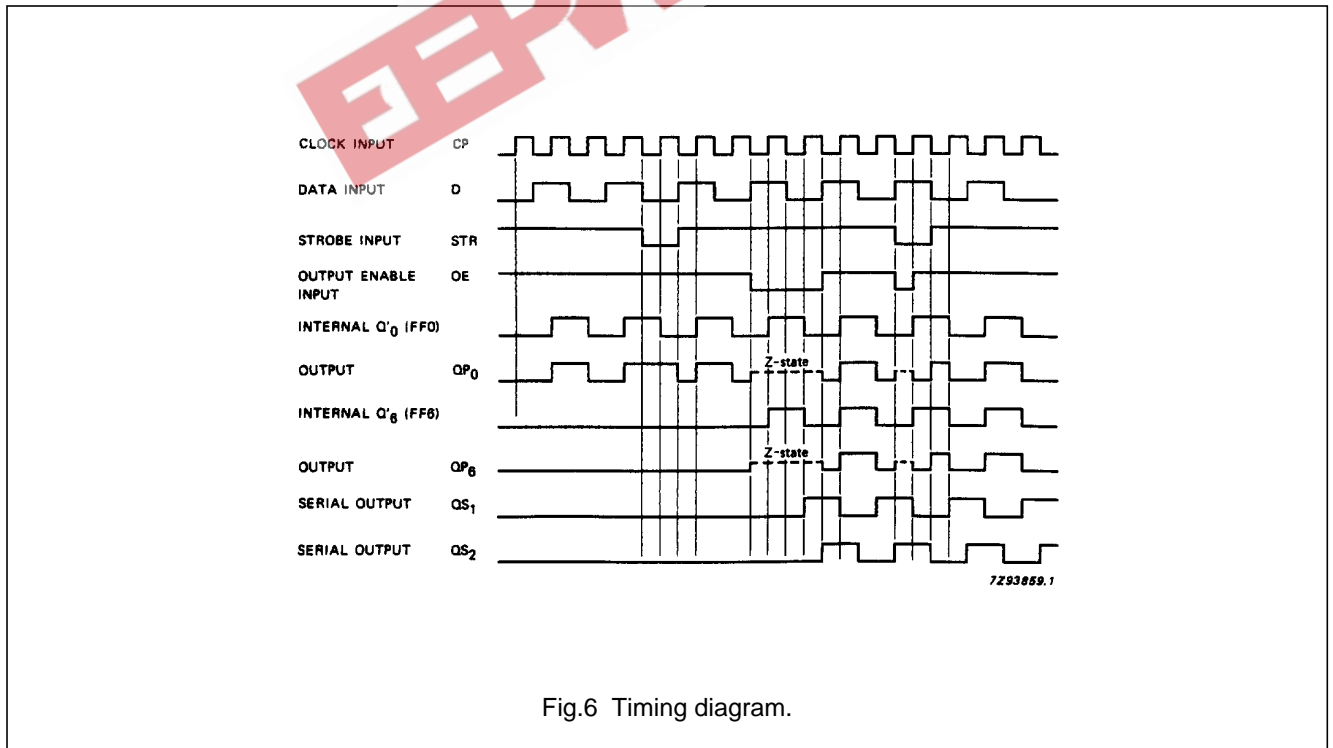 CLOCK INPUT CP
DATA INPUT D
STROBE INPUT STR
OUTPUT ENABLE OE
INPUT
INTERNAL Q'0 (FF0)
OUTPUT QP0
Z-state
INTERNAL Q'6 (FF6)
OUTPUT QP6
Z-state
SERIAL OUTPUT QS1
SERIAL OUTPUT QS2
7Z93859.1
Fig.6 Timing diagram.